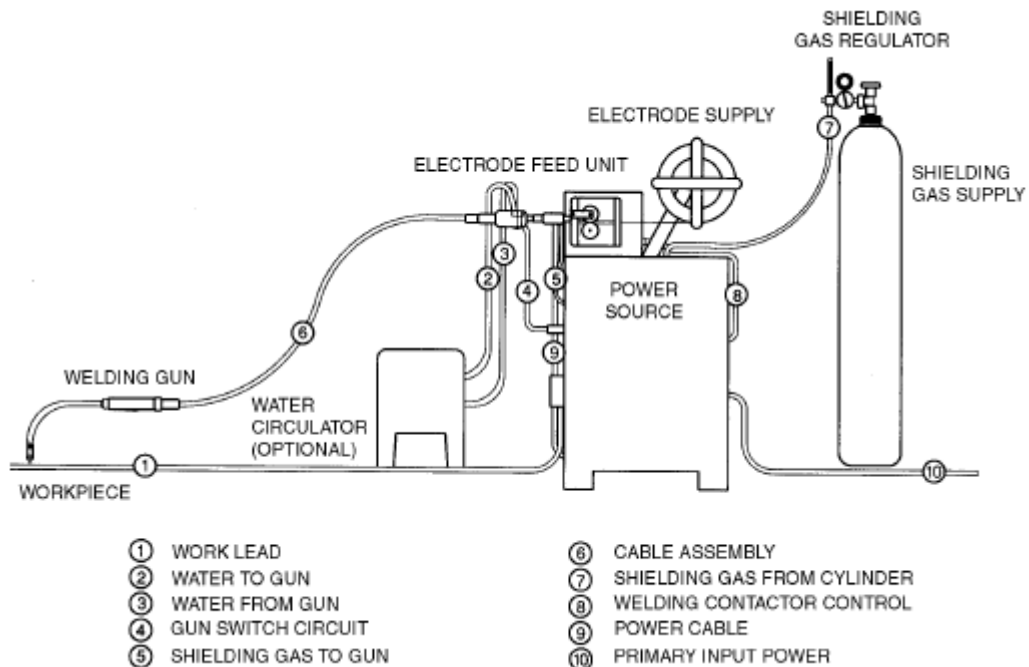 SHIELDING
GAS REGULATOR
ELECTRODE SUPPLY
7
ELECTRODE FEED UNIT
SHIELDING
GAS SUPPLY
3
2
5
4
POWER
SOURCE
8
6
9
WELDING GUN
WATER
CIRCULATOR
(OPTIONAL)
1
10
WORKPIECE
1 WORK LEAD
2 WATER TO GUN
3 WATER FROM GUN
4 GUN SWITCH CIRCUIT
5 SHIELDING GAS TO GUN
6 CABLE ASSEMBLY
7 SHIELDING GAS FROM CYLINDER
8 WELDING CONTACTOR CONTROL
9 POWER CABLE
10 PRIMARY INPUT POWER